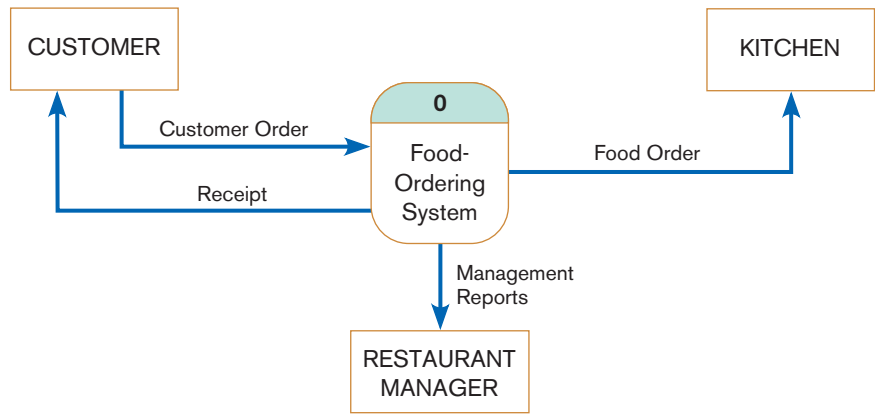 CUSTOMER
KITCHEN
0
Customer Order
Food-
Ordering
System
Food Order
Receipt
Management
Reports
RESTAURANT
MANAGER